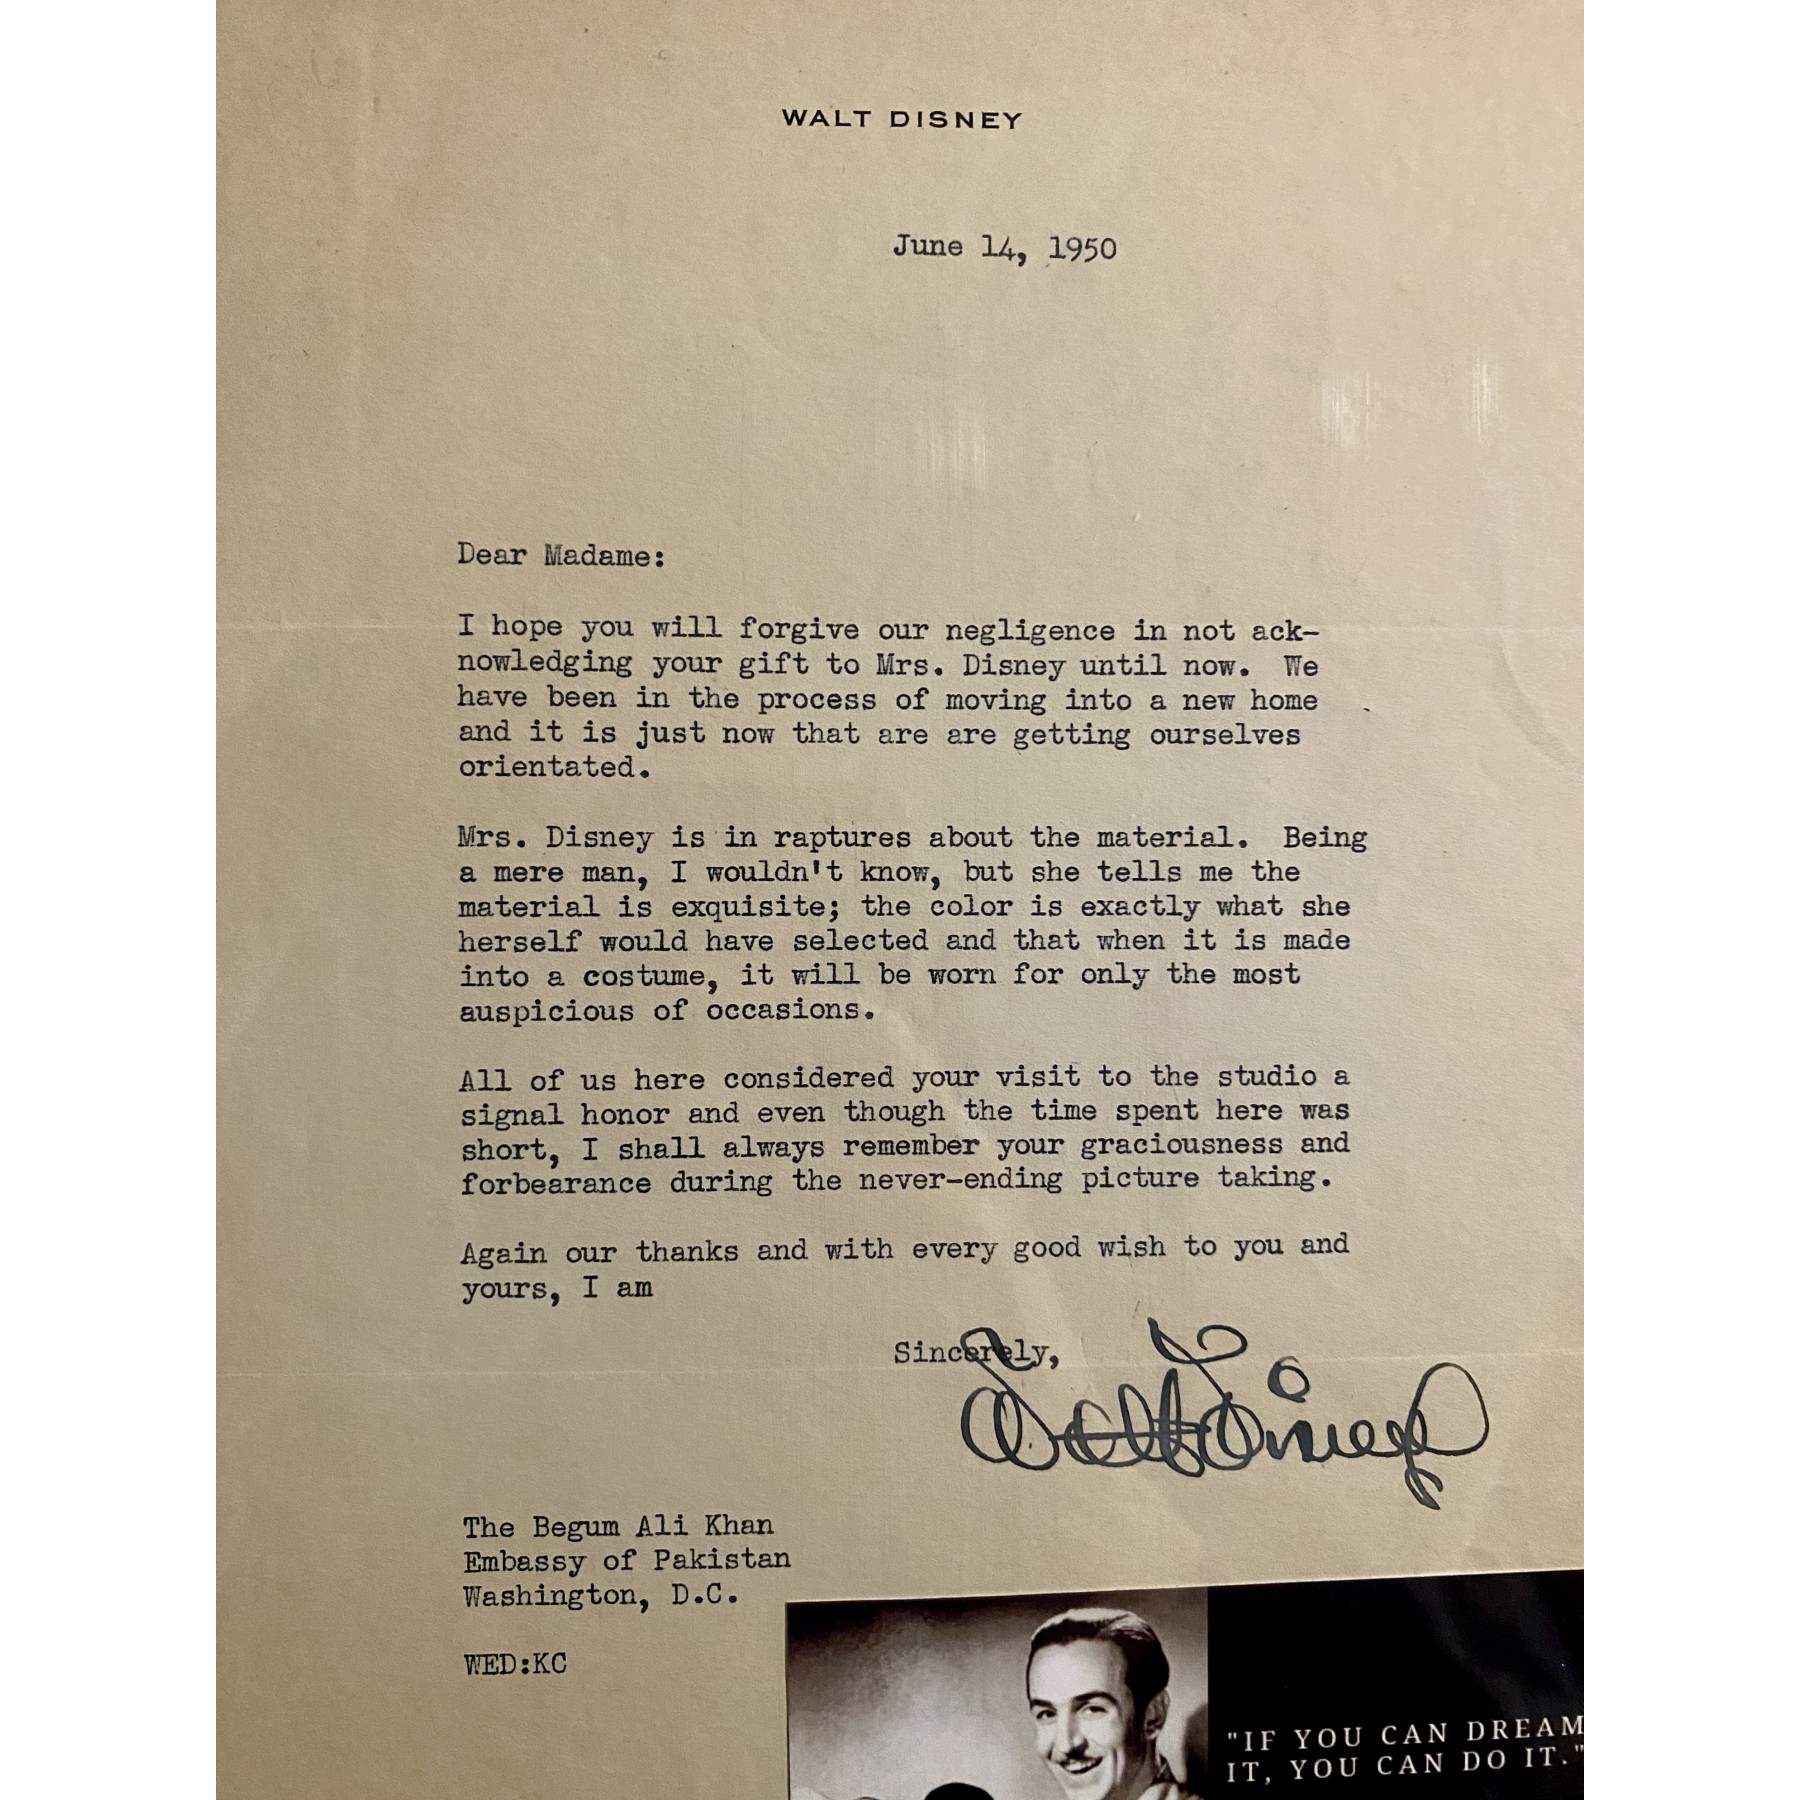 WALT DISNEY
June 14, 1950
Dear Madame:
I hope you will forgive our negligence in not ack-
nowledging your gift to Mrs. Disney until now. We
have been in the process of moving into a new home
and it is just now that are are getting ourselves
orientated.
Mrs. Disney is in raptures about the material. Being
a mere man, I wouldn't know, but she tells me the
material is exquisite; the color is exactly what she
herself would have selected and that when it is made
into a costume, it will be worn for only the most
auspicious of occasions.
All of us here considered your visit to the studio a
signal honor and even though the time spent here was
short, I shall always remember your graciousness and
forbearance during the never-ending picture taking.
Again our thanks and with every good wish to you and
yours, I am
Sincerely,
Walt Disney
The Begum Ali Khan
Embassy of Pakistan
Washington, D.C.
WED:KC
"IF YOU CAN DREAM
IT, YOU CAN DO IT."